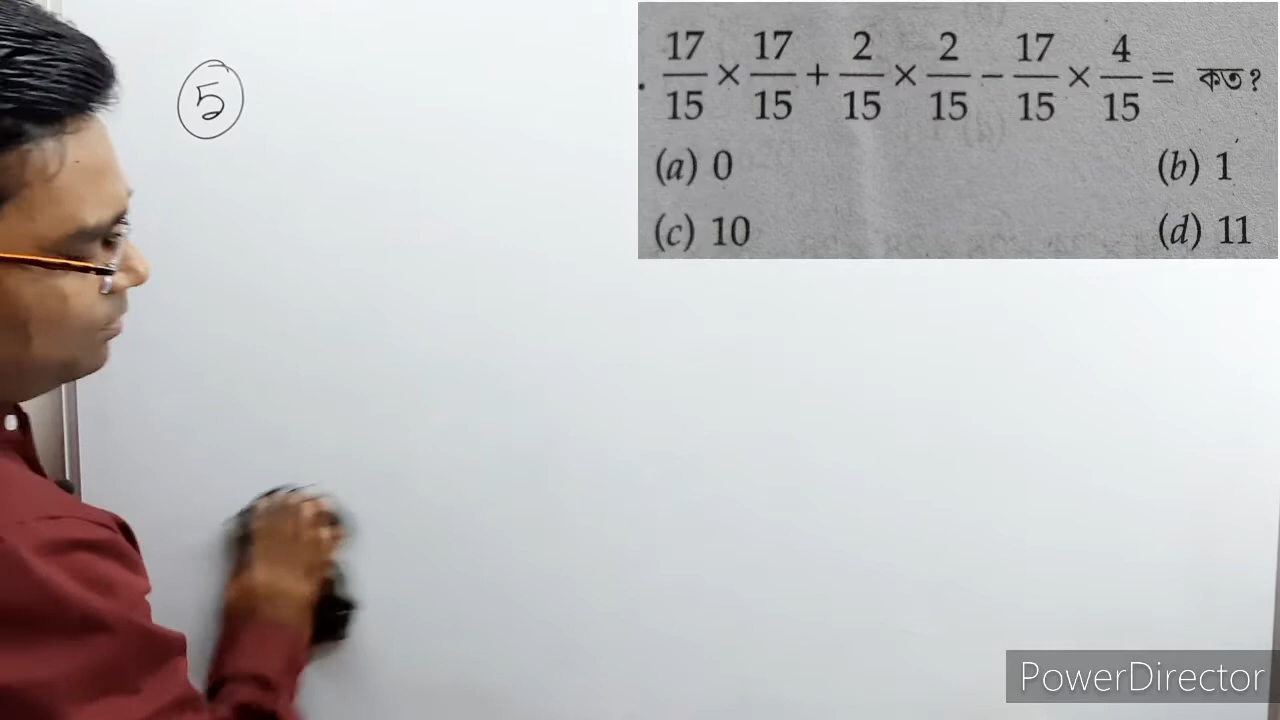 5
. 17/15 × 17/15 + 2/15 × 2/15 − 17/15 × 4/15 = কত?
(a) 0 (b) 1
(c) 10 (d) 11
PowerDirector